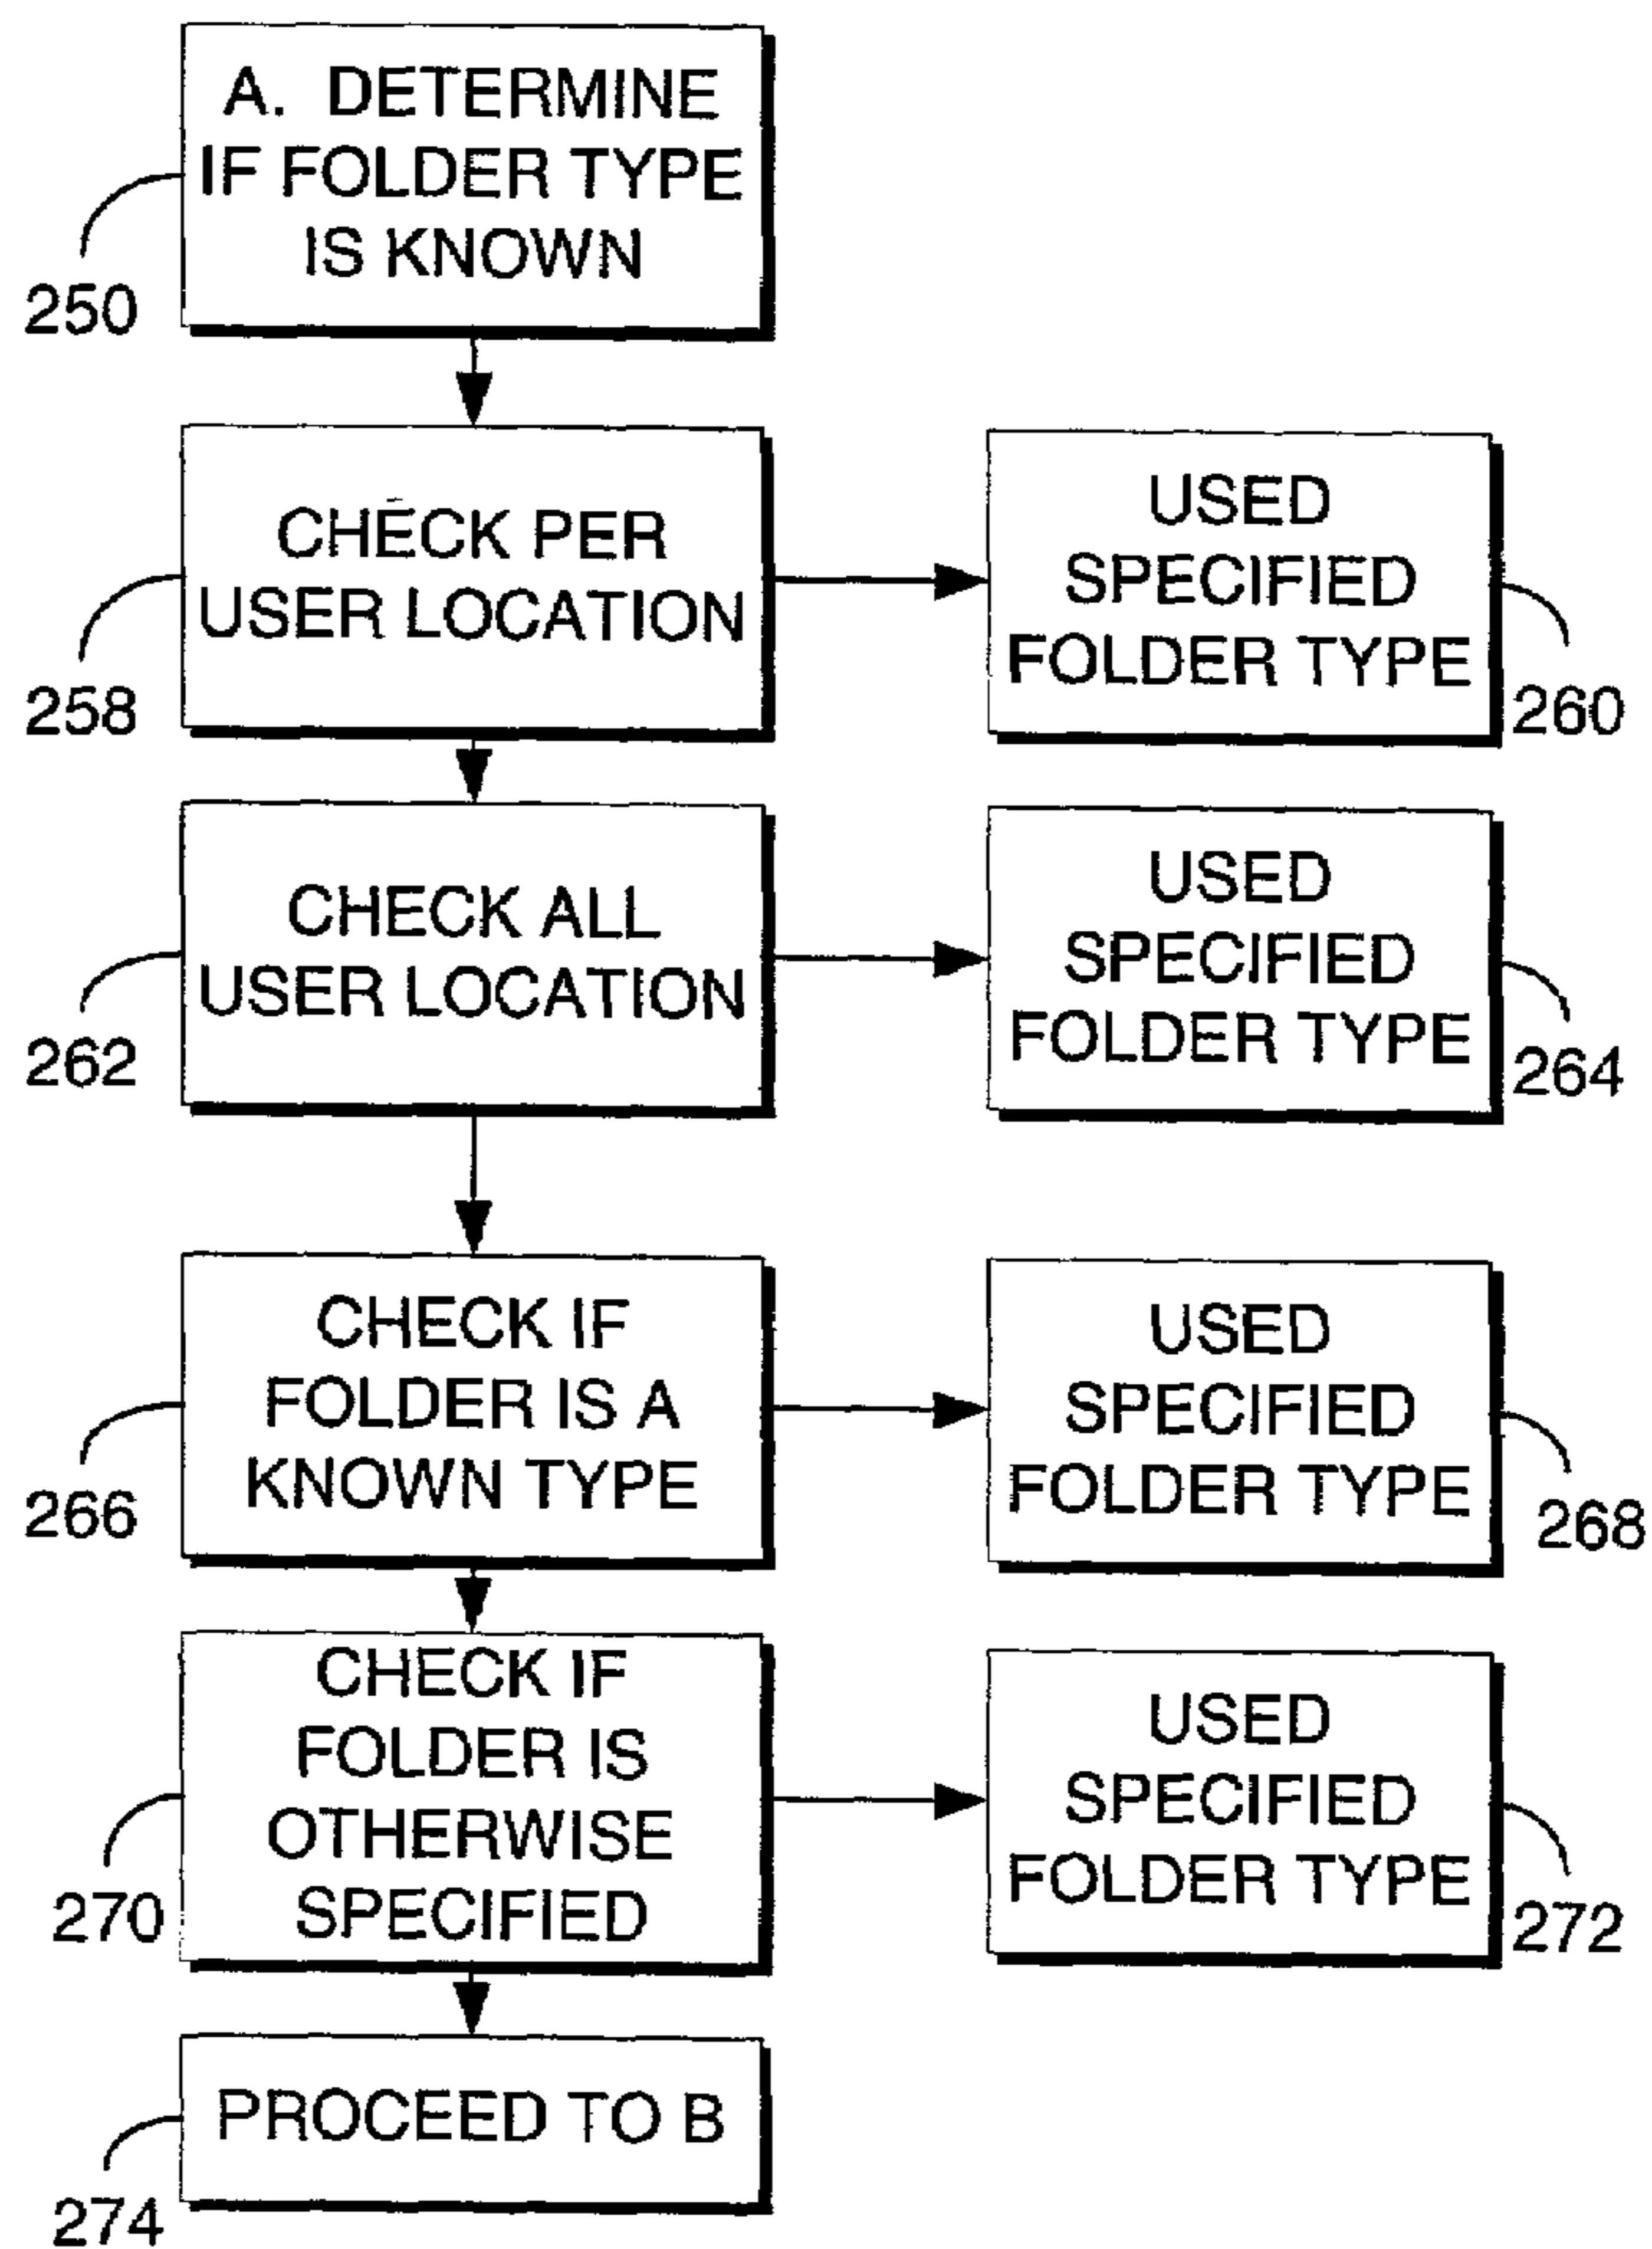 A. DETERMINE
IF FOLDER TYPE
IS KNOWN
250
CHECK PER
USER LOCATION
258
USED
SPECIFIED
FOLDER TYPE
260
CHECK ALL
USER LOCATION
262
USED
SPECIFIED
FOLDER TYPE
264
CHECK IF
FOLDER IS A
KNOWN TYPE
266
USED
SPECIFIED
FOLDER TYPE
268
CHECK IF
FOLDER IS
OTHERWISE
SPECIFIED
270
USED
SPECIFIED
FOLDER TYPE
272
PROCEED TO B
274